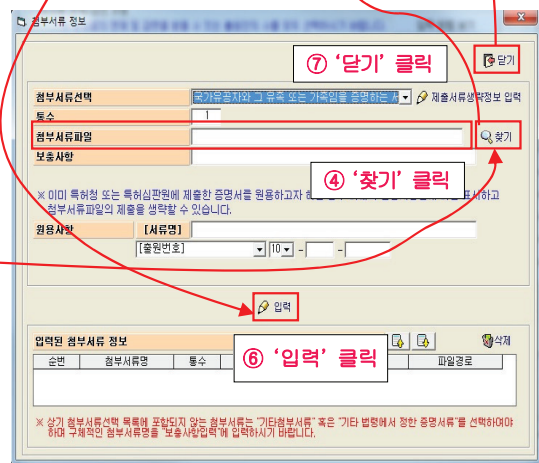 첨부서류 정보
⑦ ‘닫기’ 클릭
닫기
첨부서류선택
국가유공자와 그 유족 또는 가족임을 증명하는 서
제출서류생략정보 입력
통수
1
첨부서류파일
찾기
보충사항
④ ‘찾기’ 클릭
※ 이미 특허청 또는 특허심판원에 제출한 증명서를 원용하고자 하
표시하고
첨부서류파일의 제출을 생략할 수 있습니다.
원용사항
[서류명]
[출원번호]
10
-
-
입력
입력된 첨부서류 정보
삭제
⑥ ‘입력’ 클릭
순번
첨부서류명
통수
파일경로
※ 상기 첨부서류선택 목록에 포함되지 않는 첨부서류는 "기타첨부서류" 혹은 "기타 법령에서 정한 증명서류"를 선택하여야
하며 구체적인 첨부서류명을 "보충사항입력"에 입력하시기 바랍니다.